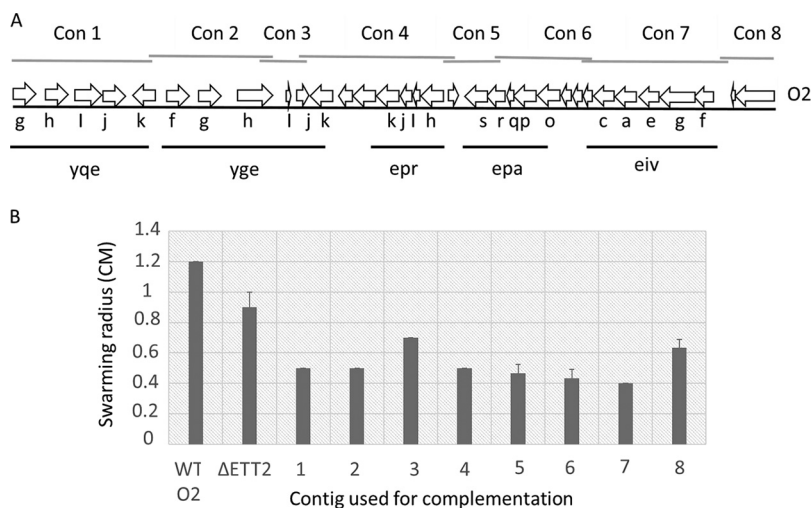 A
Con 1 Con 2 Con 3 Con 4 Con 5 Con 6 Con 7 Con 8
O2
g h l j k f g h l j k k j l h s r q p o c a e g f
yqe yge epr epa eiv
B
Swarming radius (CM)
1.4
1.2
1
0.8
0.6
0.4
0.2
0
WT O2 ΔETT2 1 2 3 4 5 6 7 8
Contig used for complementation